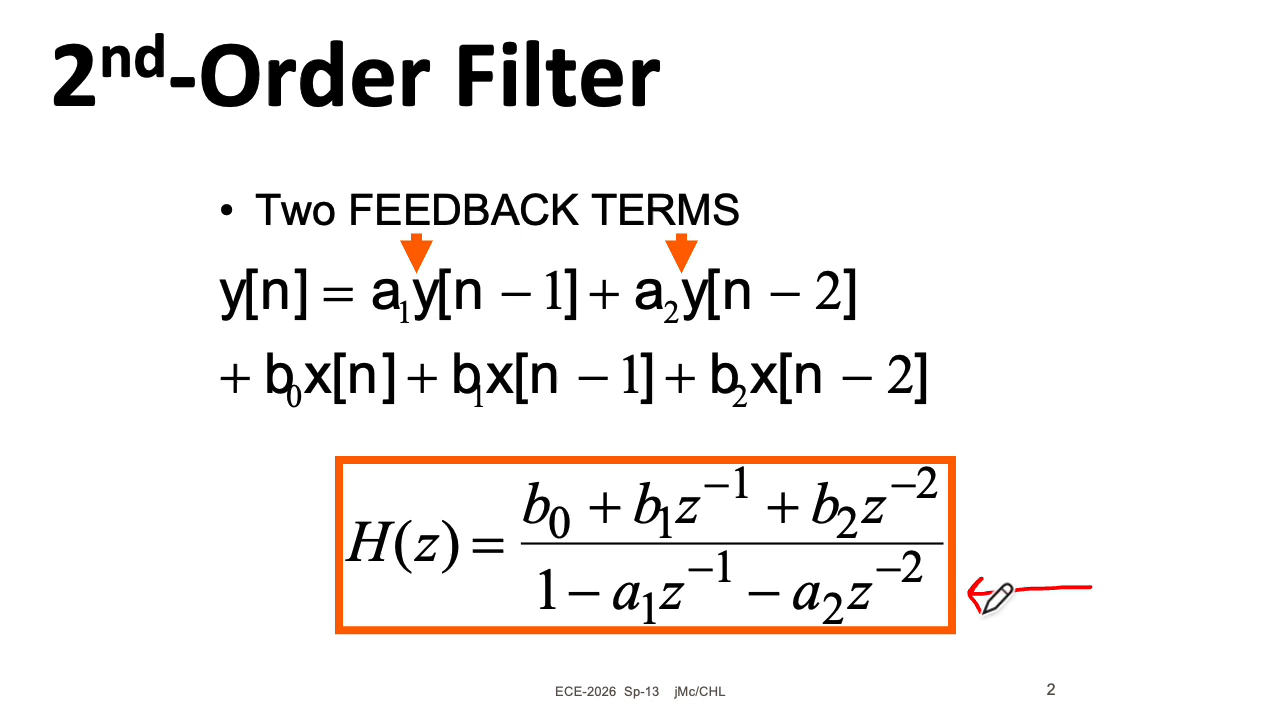 2nd-Order Filter
• Two FEEDBACK TERMS
y[n] = a₁y[n − 1] + a₂y[n − 2]
+ b₀x[n] + b₁x[n − 1] + b₂x[n − 2]
H(z) = (b₀ + b₁z⁻¹ + b₂z⁻²) / (1 − a₁z⁻¹ − a₂z⁻²)
ECE-2026 Sp-13 jMc/CHL
2